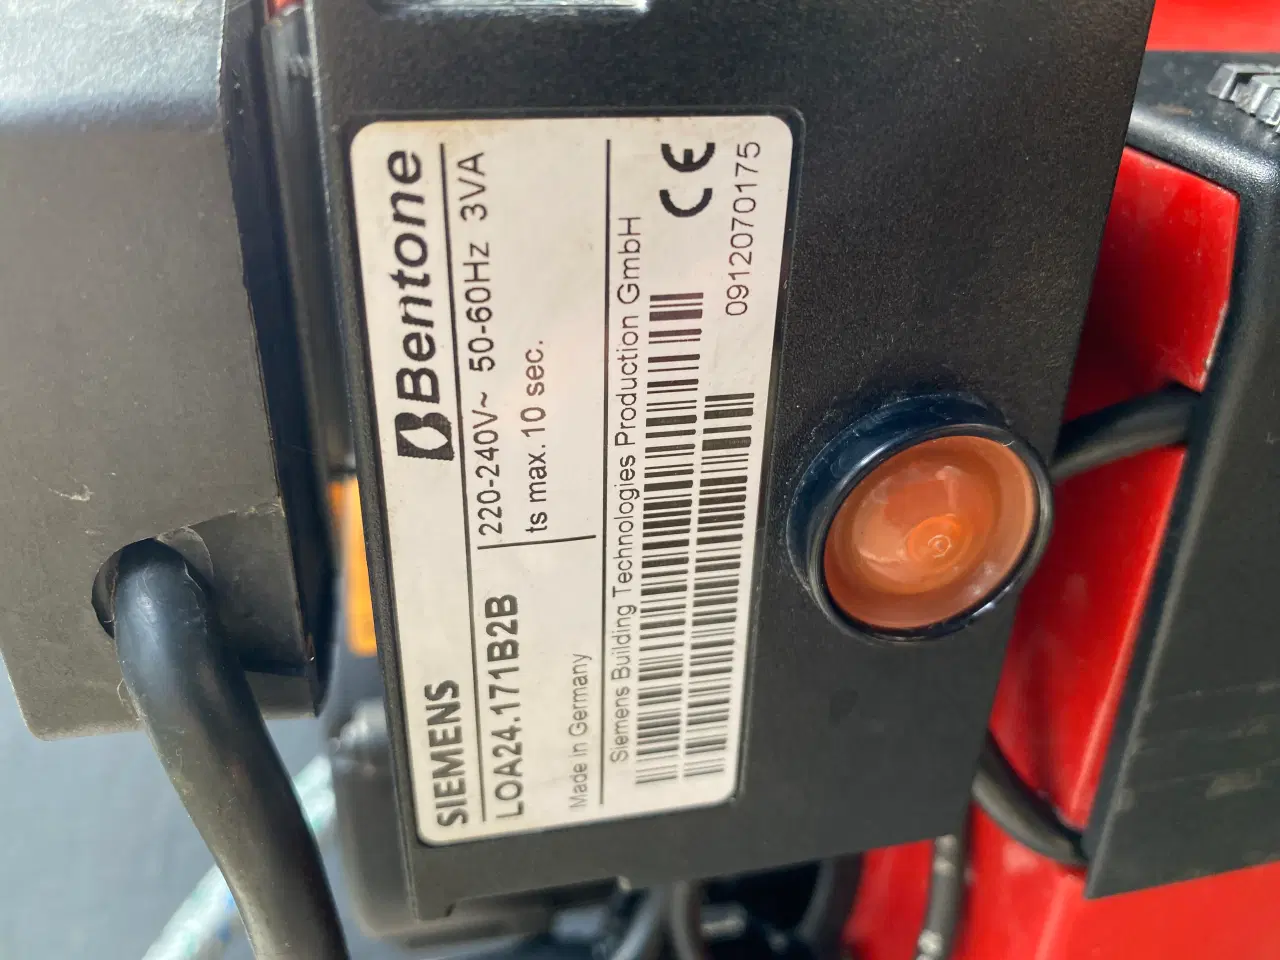 SIEMENS Bentone
LOA24.171B2B 220-240V~ 50-60Hz 3VA
ts max. 10 sec.
Made in Germany
Siemens Building Technologies Production GmbH
CE
0912070175